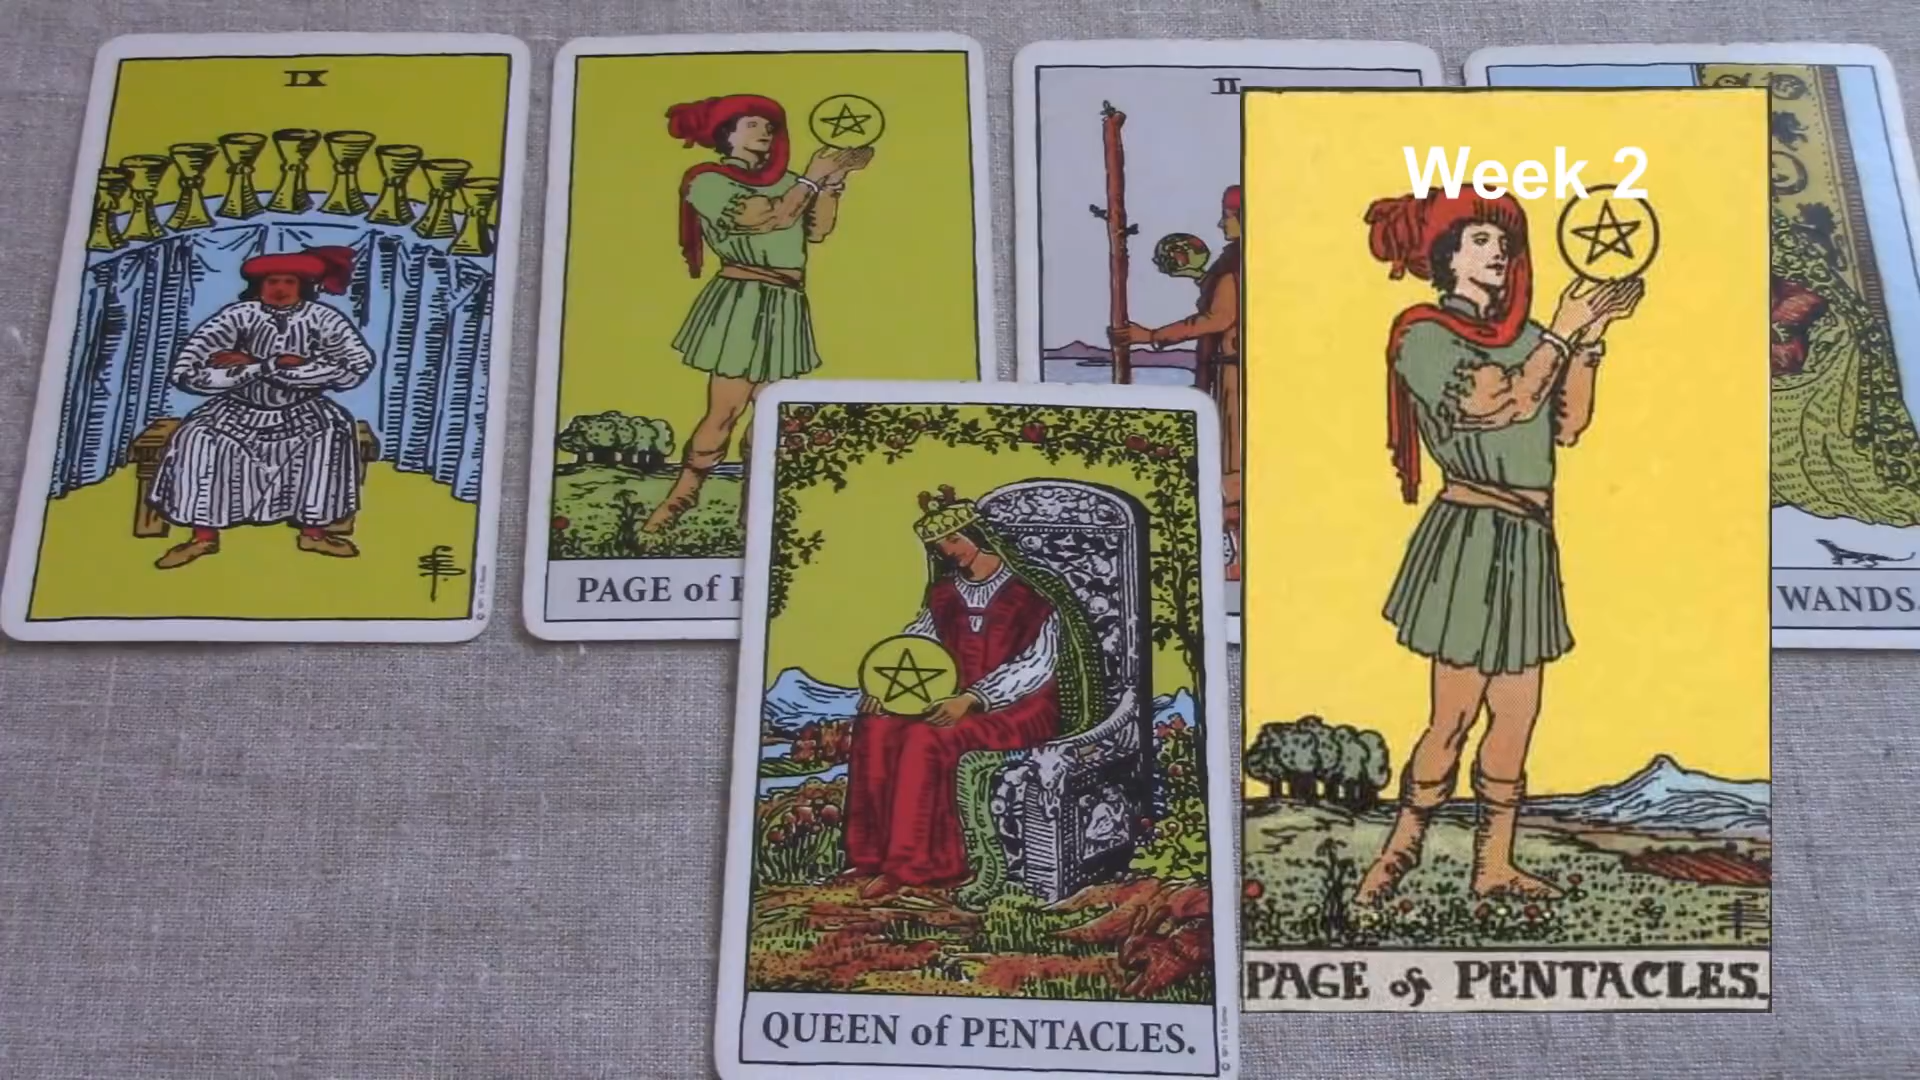 IX
PAGE of
II
Week 2
WANDS.
QUEEN of PENTACLES.
PAGE of PENTACLES.